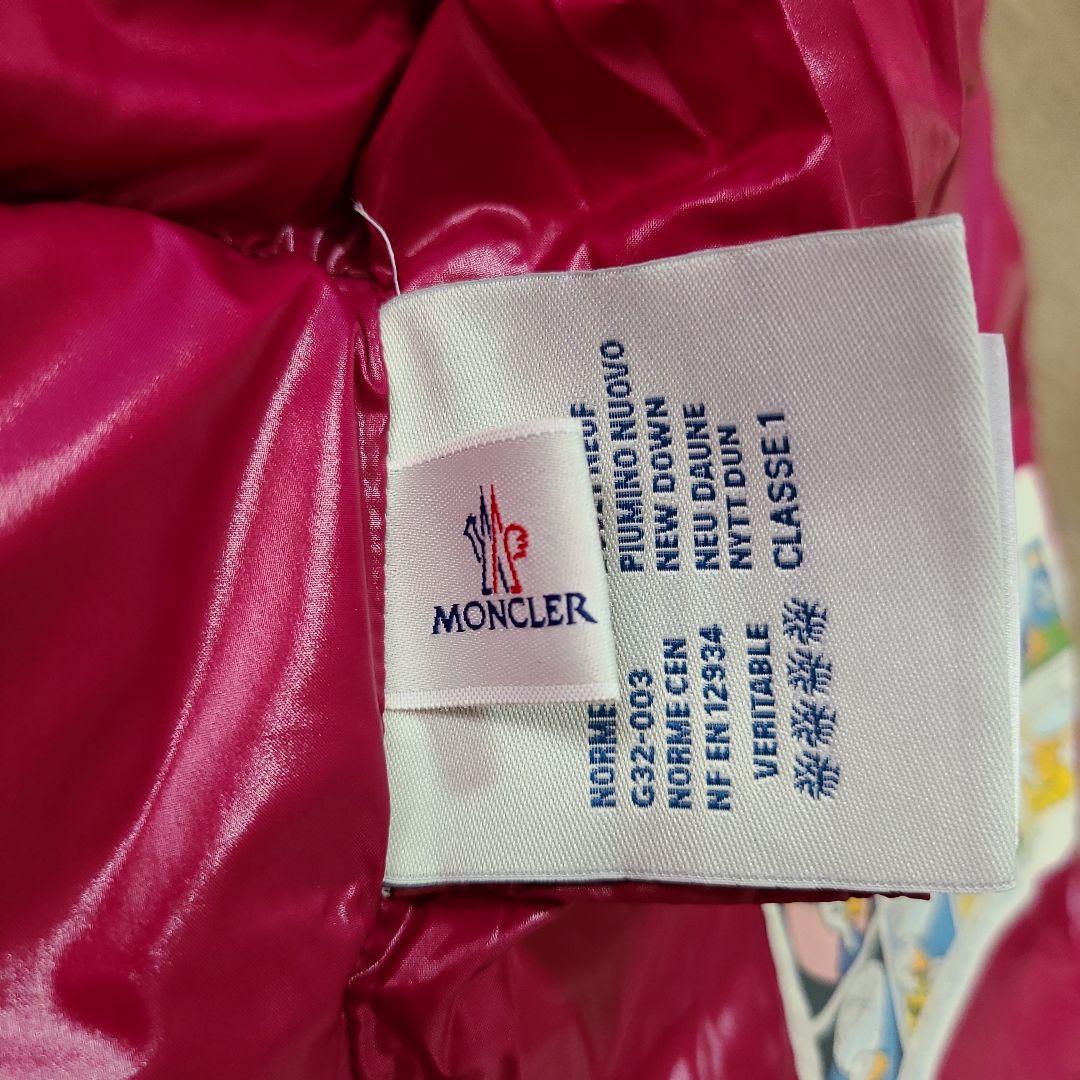 MONCLER
NEUF
PIUMINO NUOVO
NEW DOWN
NEU DAUNE
NYTT DUN
CLASSE 1
NORME
G32-003
NORME CEN
NF EN 12934
VERITABLE